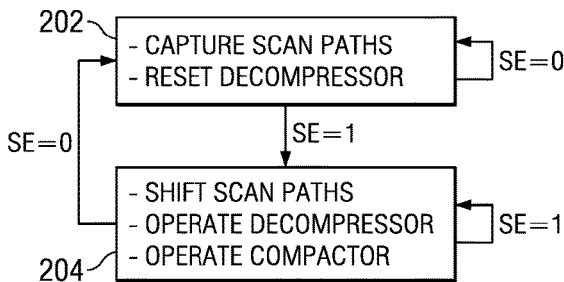 202
- CAPTURE SCAN PATHS
- RESET DECOMPRESSOR
SE=0
SE=1
SE=0
- SHIFT SCAN PATHS
- OPERATE DECOMPRESSOR
- OPERATE COMPACTOR
SE=1
204